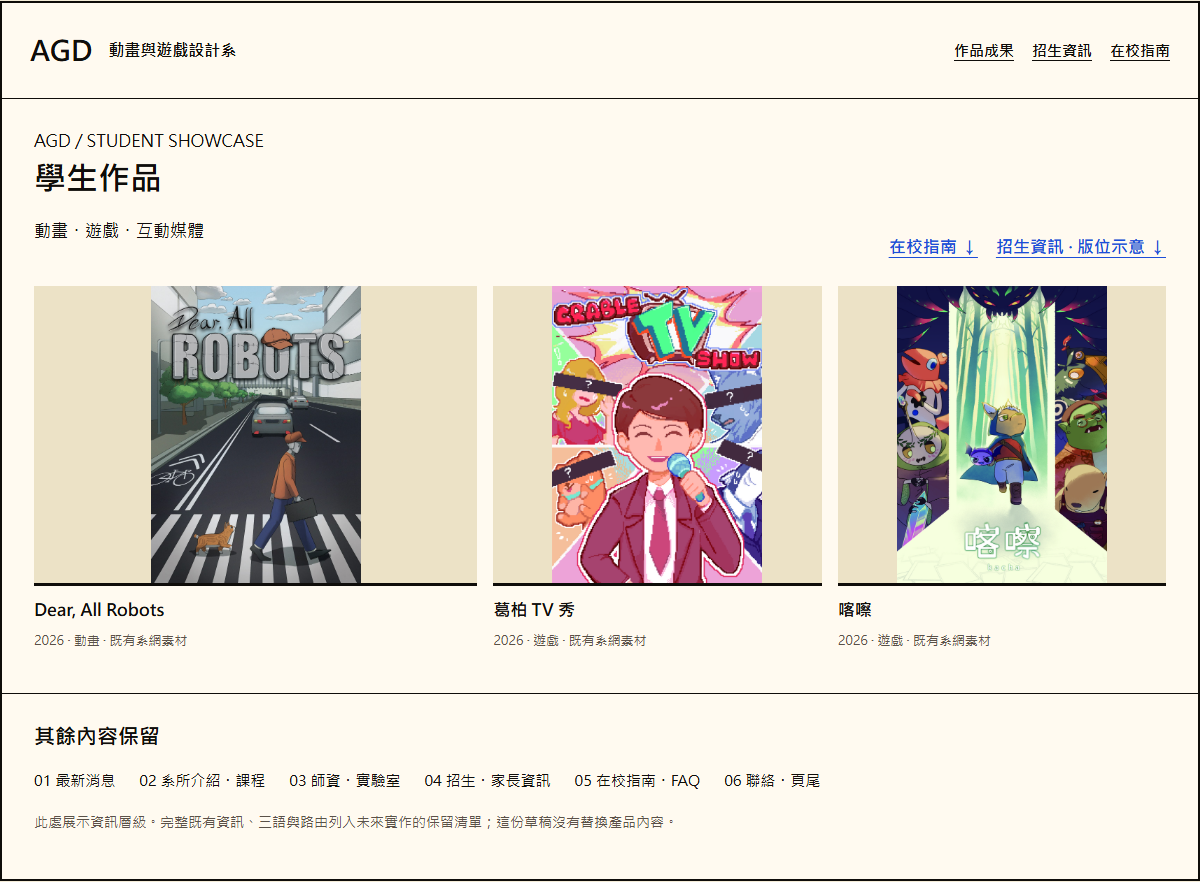 AGD 動畫與遊戲設計系
作品成果 招生資訊 在校指南
AGD / STUDENT SHOWCASE
學生作品
動畫・遊戲・互動媒體
在校指南 ↓ 招生資訊 · 版位示意 ↓
Dear, All
ROBOTS
GRABLE
TV
SHOW
?
?
?
?
喀嚓
Dear, All Robots
2026 · 動畫 · 既有系網素材
葛柏 TV 秀
2026 · 遊戲 · 既有系網素材
喀嚓
2026 · 遊戲 · 既有系網素材
其餘內容保留
01 最新消息 02 系所介紹・課程 03 師資・實驗室 04 招生・家長資訊 05 在校指南・FAQ 06 聯絡・頁尾
此處展示資訊層級。完整既有資訊、三語與路由列入未來實作的保留清單；這份草稿沒有替換產品內容。